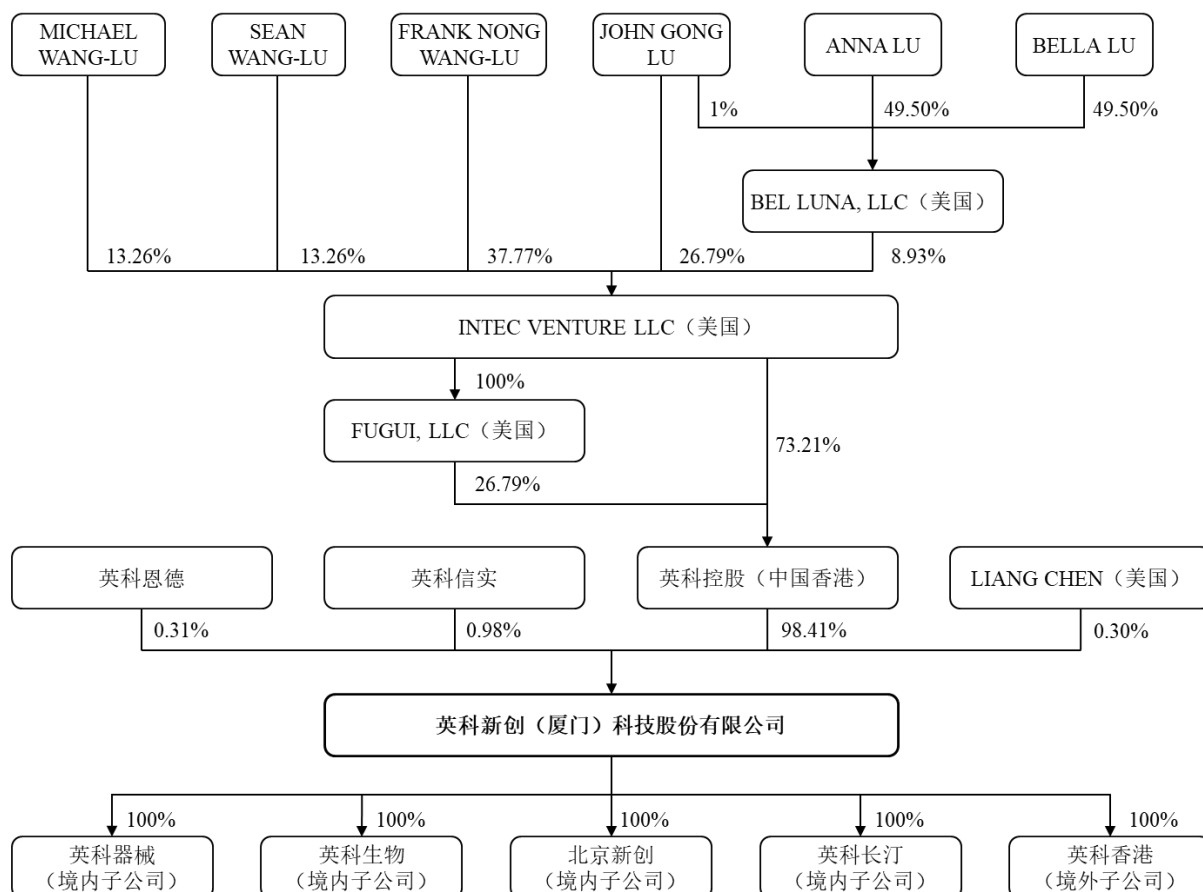 MICHAEL
WANG-LU
SEAN
WANG-LU
FRANK NONG
WANG-LU
JOHN GONG
LU
ANNA LU
BELLA LU
1%
49.50%
49.50%
BEL LUNA, LLC（美国）
13.26%
13.26%
37.77%
26.79%
8.93%
INTEC VENTURE LLC（美国）
100%
FUGUI, LLC（美国）
73.21%
26.79%
英科恩德
英科信实
英科控股（中国香港）
LIANG CHEN（美国）
0.31%
0.98%
98.41%
0.30%
英科新创（厦门）科技股份有限公司
100%
100%
100%
100%
100%
英科器械
（境内子公司）
英科生物
（境内子公司）
北京新创
（境内子公司）
英科长汀
（境内子公司）
英科香港
（境外子公司）